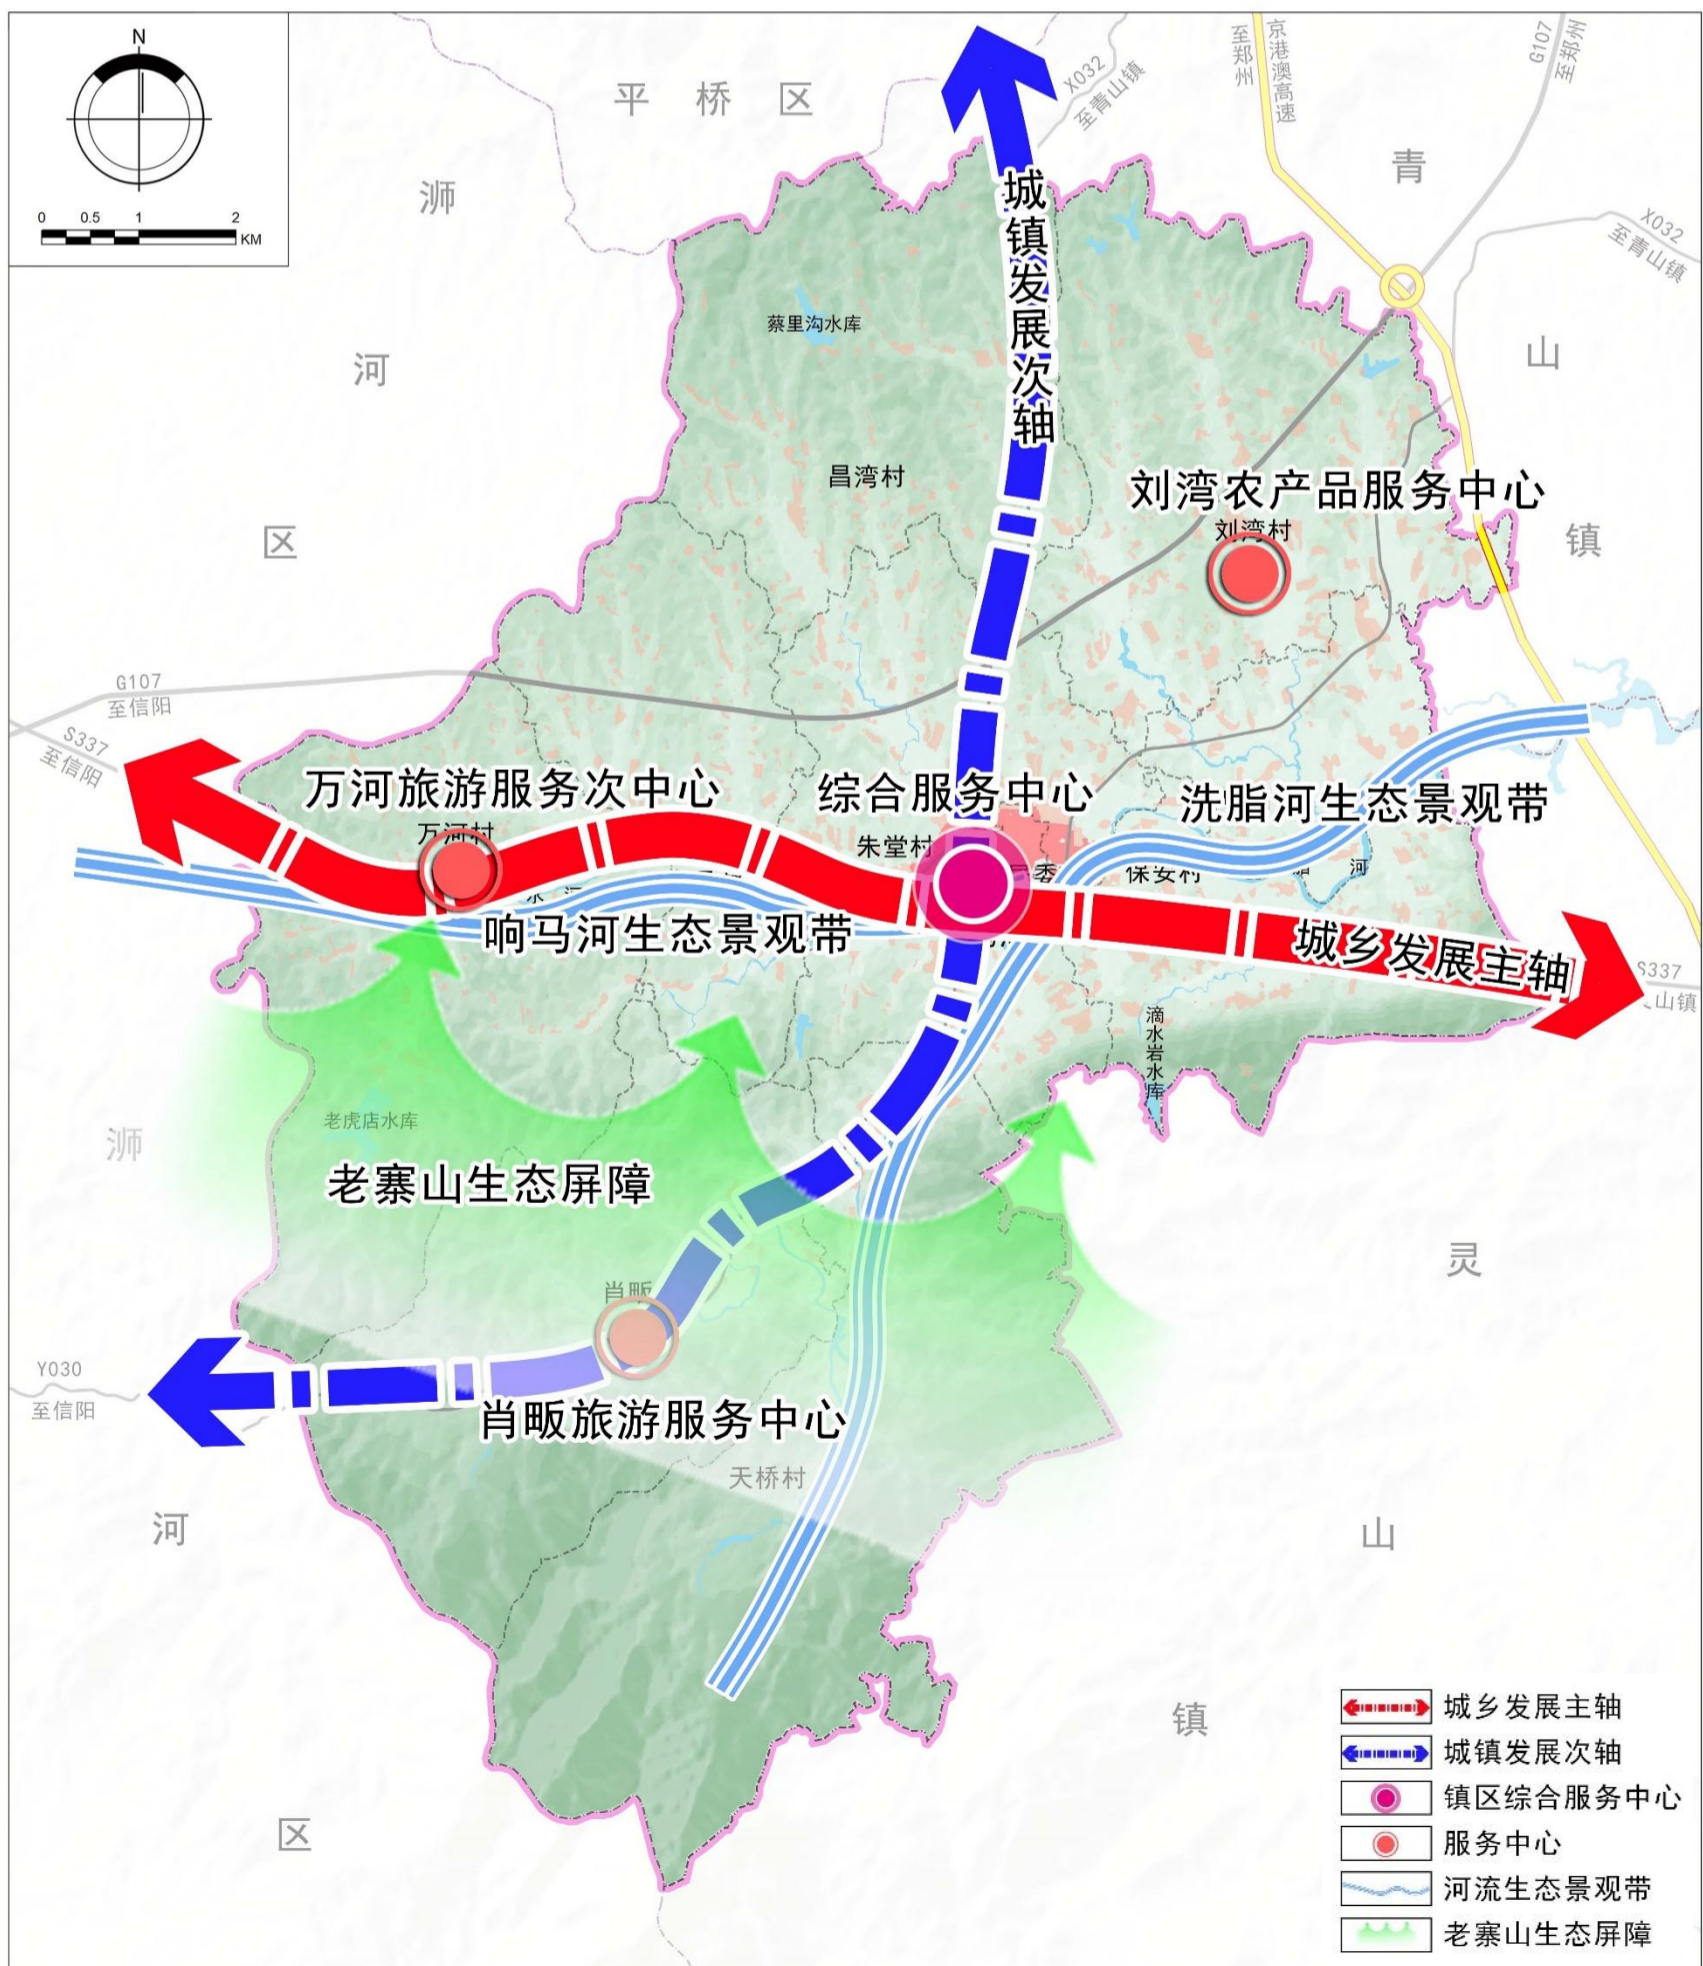 N
0 0.5 1 2
KM
平桥区
X032
至青山镇
至郑州
京港澳高速
G107
至郑州
浉
河
区
青
山
镇
X032
至青山镇
城镇发展次轴
蔡里沟水库
昌湾村
刘湾农产品服务中心
刘湾村
G107
至信阳
S337
至信阳
万河旅游服务次中心
万河村
综合服务中心
朱堂村
居委
洗脂河生态景观带
保安村
脂
河
响马河生态景观带
城乡发展主轴
S337
山镇
滴水岩水库
老虎店水库
浉
河
区
老寨山生态屏障
灵
山
镇
肖畈
Y030
至信阳
肖畈旅游服务中心
天桥村
城乡发展主轴
城镇发展次轴
镇区综合服务中心
服务中心
河流生态景观带
老寨山生态屏障